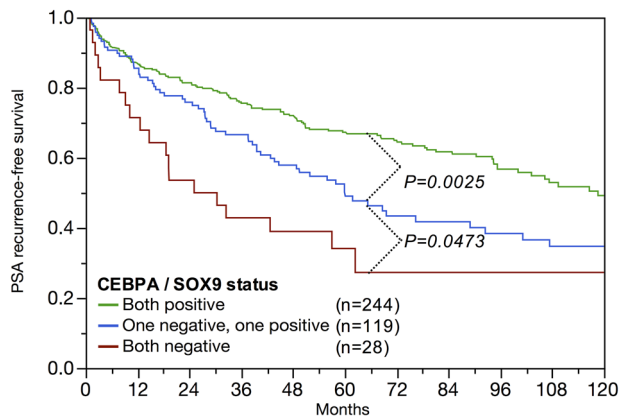 PSA recurrence-free survival
1.0
0.8
0.6
0.4
0.2
0.0
P=0.0025
P=0.0473
CEBPA / SOX9 status
Both positive (n=244)
One negative, one positive (n=119)
Both negative (n=28)
0 12 24 36 48 60 72 84 96 108 120
Months